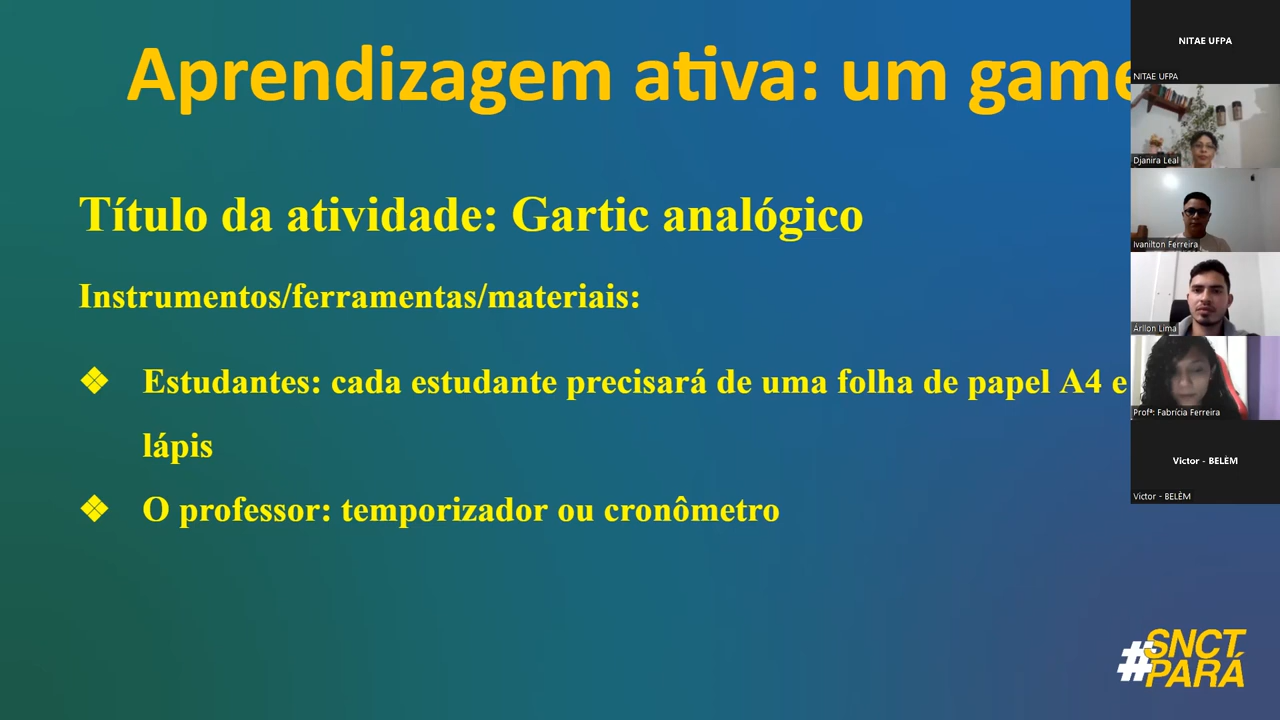 Aprendizagem ativa: um game
Título da atividade: Gartic analógico
Instrumentos/ferramentas/materiais:
❖ Estudantes: cada estudante precisará de uma folha de papel A4 e
lápis
❖ O professor: temporizador ou cronômetro
NITAE UFPA
NITAE UFPA
Djanira Leal
Ivanilton Ferreira
Árllon Lima
Profª: Fabrícia Ferreira
Victor - BELÉM
Victor - BELÉM
#SNCT
PARÁ